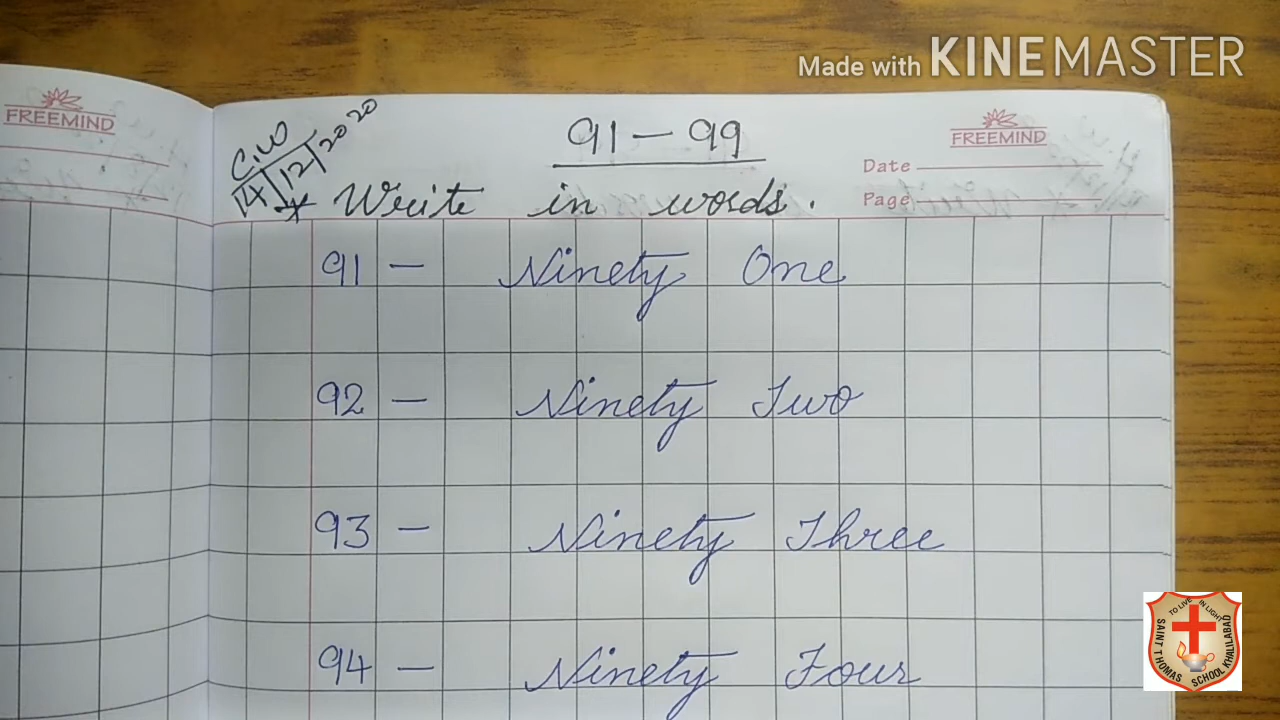 Made with KINEMASTER
FREEMIND
FREEMIND
C.W
14/12/2020
91 - 99
Date
Page
* Write in words.
91 - Ninety One
92 - Ninety Two
93 - Ninety Three
94 - Ninety Four
TO LIVE IN LIGHT
SAINT THOMAS SCHOOL KHALILABAD